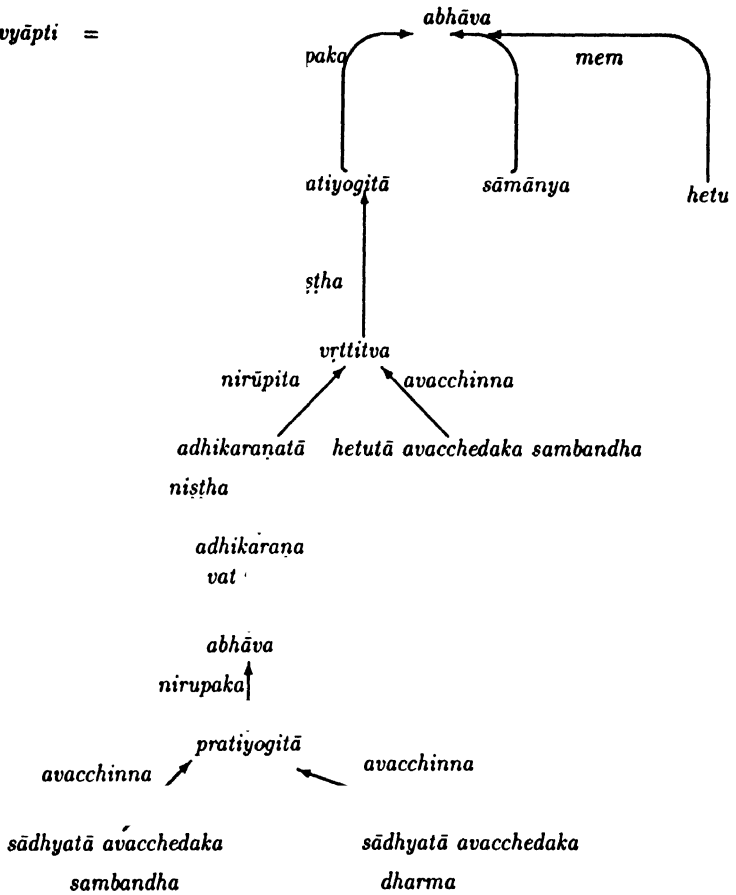 vyāpti =
abhāva
paka
mem
atiyogitā
sāmānya
hetu
ṣṭha
vṛttitva
nirūpita
avacchinna
adhikaraṇatā
hetutā avacchedaka sambandha
niṣṭha
adhikaraṇa
vat
abhāva
nirupaka
pratiyogitā
avacchinna
avacchinna
sādhyatā avacchedaka
sādhyatā avacchedaka
sambandha
dharma